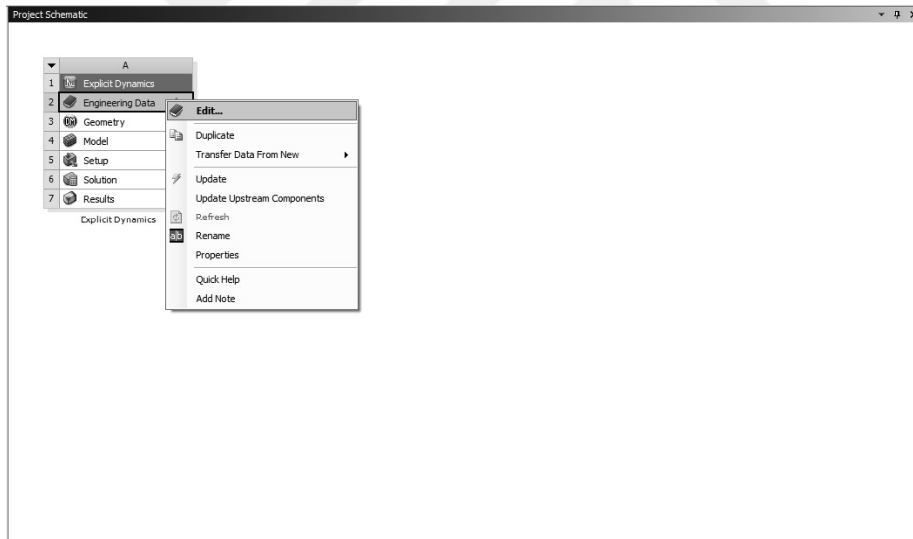 Project Schematic
A
1 Explicit Dynamics
2 Engineering Data
3 Geometry
4 Model
5 Setup
6 Solution
7 Results
Explicit Dynamics
Edit...
Duplicate
Transfer Data From New
Update
Update Upstream Components
Refresh
Rename
Properties
Quick Help
Add Note